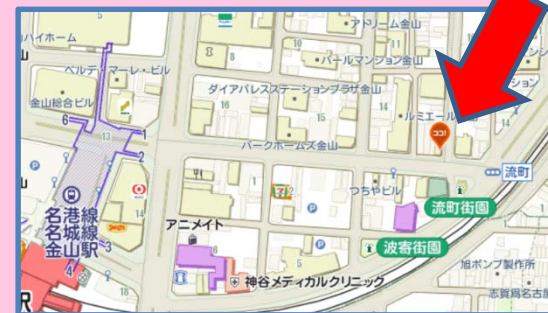 アドリーム金山
ハイホーム
パールマンション金山
ベルデ・マーレ・ビル
ダイアパレスステーションプラザ金山
金山総合ビル
ルミエール
ココ!
パークホームズ金山
流町
つちやビル
流町街園
名港線
名城線
金山駅
アニメイト
波寄街園
神谷メディカルクリニック
旭ポンプ製作所
志賀爲名古屋
駅